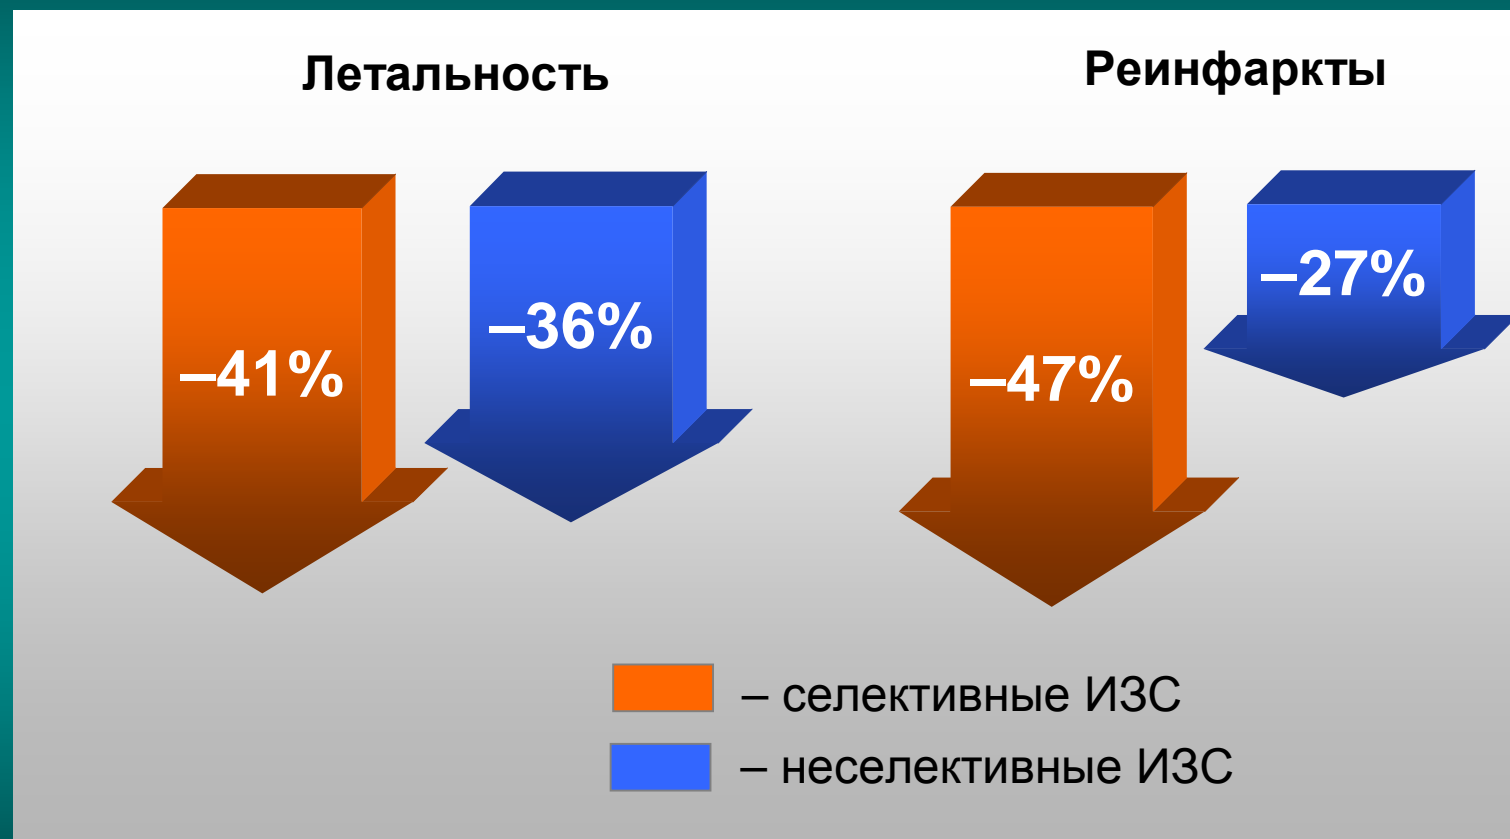 Летальность
Реинфаркты
–41%
–36%
–47%
–27%
– селективные ИЗС
– неселективные ИЗС